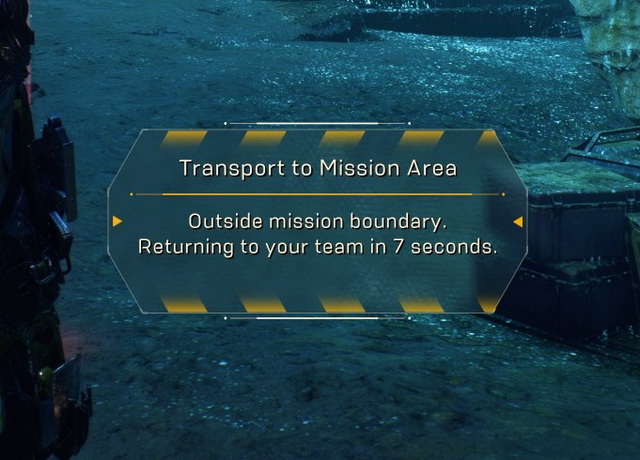 Transport to Mission Area
Outside mission boundary.
Returning to your team in 7 seconds.